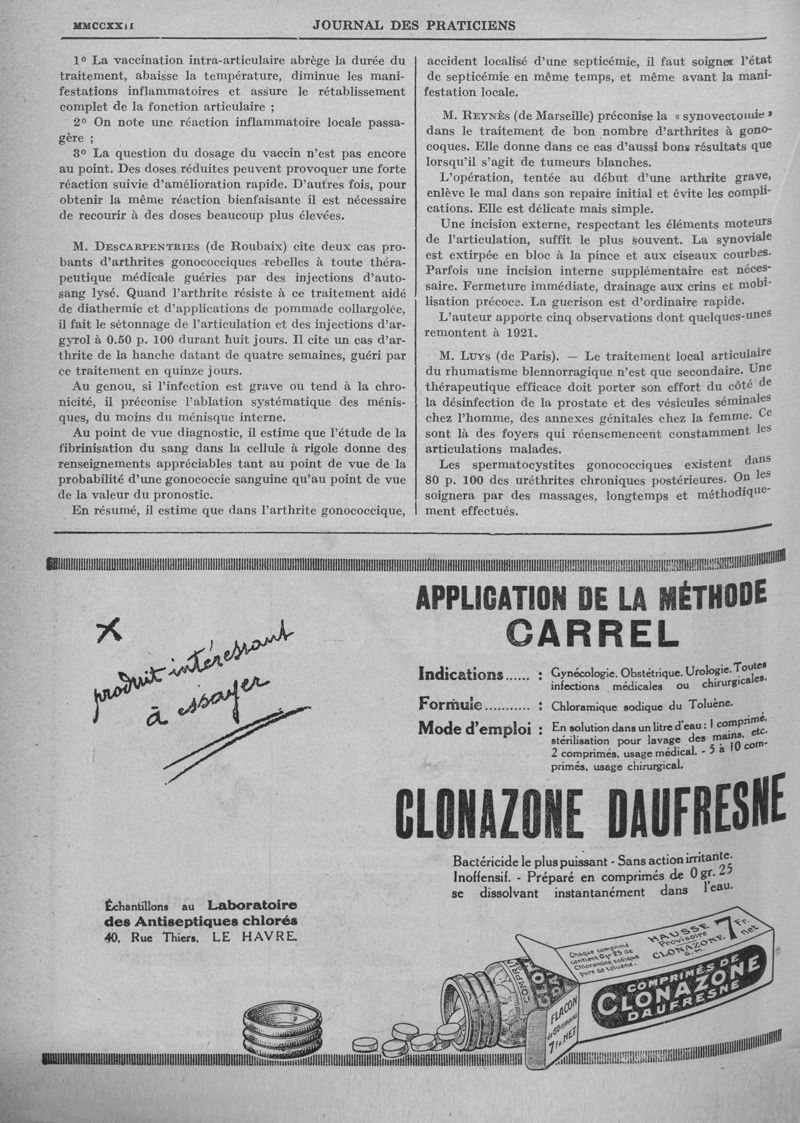 MMCCXXII
JOURNAL DES PRATICIENS
1º La vaccination intra-articulaire abrège la durée du
traitement, abaisse la température, diminue les mani-
festations inflammatoires et assure le rétablissement
complet de la fonction articulaire ;
2º On note une réaction inflammatoire locale passa-
gère ;
3º La question du dosage du vaccin n'est pas encore
au point. Des doses réduites peuvent provoquer une forte
réaction suivie d'amélioration rapide. D'autres fois, pour
obtenir la même réaction bienfaisante il est nécessaire
de recourir à des doses beaucoup plus élevées.
M. DESCARPENTRIES (de Roubaix) cite deux cas pro-
bants d'arthrites gonococciques rebelles à toute théra-
peutique médicale guéries par des injections d'auto-
sang lysé. Quand l'arthrite résiste à ce traitement aidé
de diathermie et d'applications de pommade collargolée,
il fait le sétonnage de l'articulation et des injections d'ar-
gyrol à 0.50 p. 100 durant huit jours. Il cite un cas d'ar-
thrite de la hanche datant de quatre semaines, guéri par
ce traitement en quinze jours.
Au genou, si l'infection est grave ou tend à la chro-
nicité, il préconise l'ablation systématique des ménis-
ques, du moins du ménisque interne.
Au point de vue diagnostic, il estime que l'étude de la
fibrinisation du sang dans la cellule à rigole donne des
renseignements appréciables tant au point de vue de la
probabilité d'une gonococcie sanguine qu'au point de vue
de la valeur du pronostic.
En résumé, il estime que dans l'arthrite gonococcique,
accident localisé d'une septicémie, il faut soigner l'état
de septicémie en même temps, et même avant la mani-
festation locale.
M. REYNÈS (de Marseille) préconise la « synovectomie »
dans le traitement de bon nombre d'arthrites à gono-
coques. Elle donne dans ce cas d'aussi bons résultats que
lorsqu'il s'agit de tumeurs blanches.
L'opération, tentée au début d'une arthrite grave,
enlève le mal dans son repaire initial et évite les compli-
cations. Elle est délicate mais simple.
Une incision externe, respectant les éléments moteurs
de l'articulation, suffit le plus souvent. La synoviale
est extirpée en bloc à la pince et aux ciseaux courbes.
Parfois une incision interne supplémentaire est néces-
saire. Fermeture immédiate, drainage aux crins et mobi-
lisation précoce. La guerison est d'ordinaire rapide.
L'auteur apporte cinq observations dont quelques-unes
remontent à 1921.
M. LUYS (de Paris). — Le traitement local articulaire
du rhumatisme blennorragique n'est que secondaire. Une
thérapeutique efficace doit porter son effort du côté de
la désinfection de la prostate et des vésicules séminales
chez l'homme, des annexes génitales chez la femme. Ce
sont là des foyers qui réensemencent constamment les
articulations malades.
Les spermatocystites gonococciques existent dans
80 p. 100 des uréthrites chroniques postérieures. On les
soignera par des massages, longtemps et méthodique-
ment effectués.
produit intéressant
à essayer
APPLICATION DE LA MÉTHODE
CARREL
Indications...... : Gynécologie. Obstétrique. Urologie. Toutes
infections médicales ou chirurgicales.
Formule........... : Chloramique sodique du Toluène.
Mode d'emploi : En solution dans un litre d'eau : 1 comprimé,
stérilisation pour lavage des mains, etc.
2 comprimés, usage médical. - 5 à 10 com-
primés, usage chirurgical.
CLONAZONE DAUFRESNE
Bactéricide le plus puissant - Sans action irritante.
Inoffensif. - Préparé en comprimés de 0 gr. 25
se dissolvant instantanément dans l'eau.
Échantillons au Laboratoire
des Antiseptiques chlorés
40, Rue Thiers, LE HAVRE.
Chaque comprimé
contient 0 gr 25 de
Chloramine sodique
pure de toluène.
HAUSSE
Provisoire
CLONAZONE
7 Fr.
net
COMPRIMÉS DE
CLONAZONE
DAUFRESNE
FLACON
de 60 comprimés
7 Fr. NET